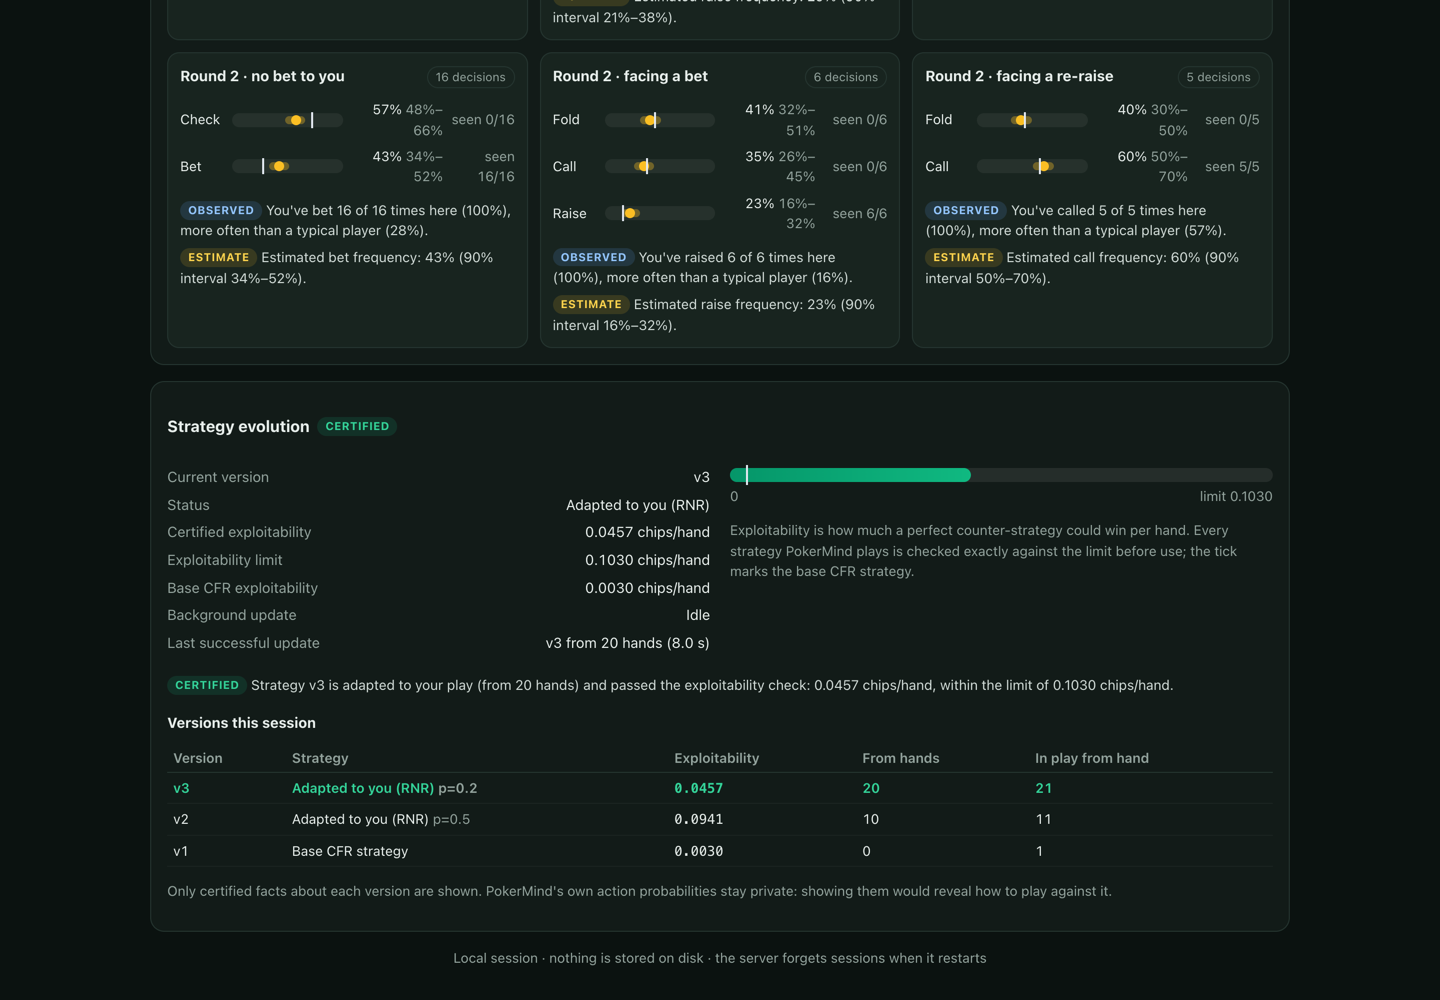 interval 21%–38%).
Round 2 · no bet to you 16 decisions
Check 57% 48%–66% seen 0/16
Bet 43% 34%–52% seen 16/16
OBSERVED You've bet 16 of 16 times here (100%),
more often than a typical player (28%).
ESTIMATE Estimated bet frequency: 43% (90%
interval 34%–52%).
Round 2 · facing a bet 6 decisions
Fold 41% 32%–51% seen 0/6
Call 35% 26%–45% seen 0/6
Raise 23% 16%–32% seen 6/6
OBSERVED You've raised 6 of 6 times here
(100%), more often than a typical player (16%).
ESTIMATE Estimated raise frequency: 23% (90%
interval 16%–32%).
Round 2 · facing a re-raise 5 decisions
Fold 40% 30%–50% seen 0/5
Call 60% 50%–70% seen 5/5
OBSERVED You've called 5 of 5 times here
(100%), more often than a typical player (57%).
ESTIMATE Estimated call frequency: 60% (90%
interval 50%–70%).
Strategy evolution CERTIFIED
Current version v3
Status Adapted to you (RNR)
Certified exploitability 0.0457 chips/hand
Exploitability limit 0.1030 chips/hand
Base CFR exploitability 0.0030 chips/hand
Background update Idle
Last successful update v3 from 20 hands (8.0 s)
0 limit 0.1030
Exploitability is how much a perfect counter-strategy could win per hand. Every
strategy PokerMind plays is checked exactly against the limit before use; the tick
marks the base CFR strategy.
CERTIFIED Strategy v3 is adapted to your play (from 20 hands) and passed the exploitability check: 0.0457 chips/hand, within the limit of 0.1030 chips/hand.
Versions this session
Version Strategy Exploitability From hands In play from hand
v3 Adapted to you (RNR) p=0.2 0.0457 20 21
v2 Adapted to you (RNR) p=0.5 0.0941 10 11
v1 Base CFR strategy 0.0030 0 1
Only certified facts about each version are shown. PokerMind's own action probabilities stay private: showing them would reveal how to play against it.
Local session · nothing is stored on disk · the server forgets sessions when it restarts